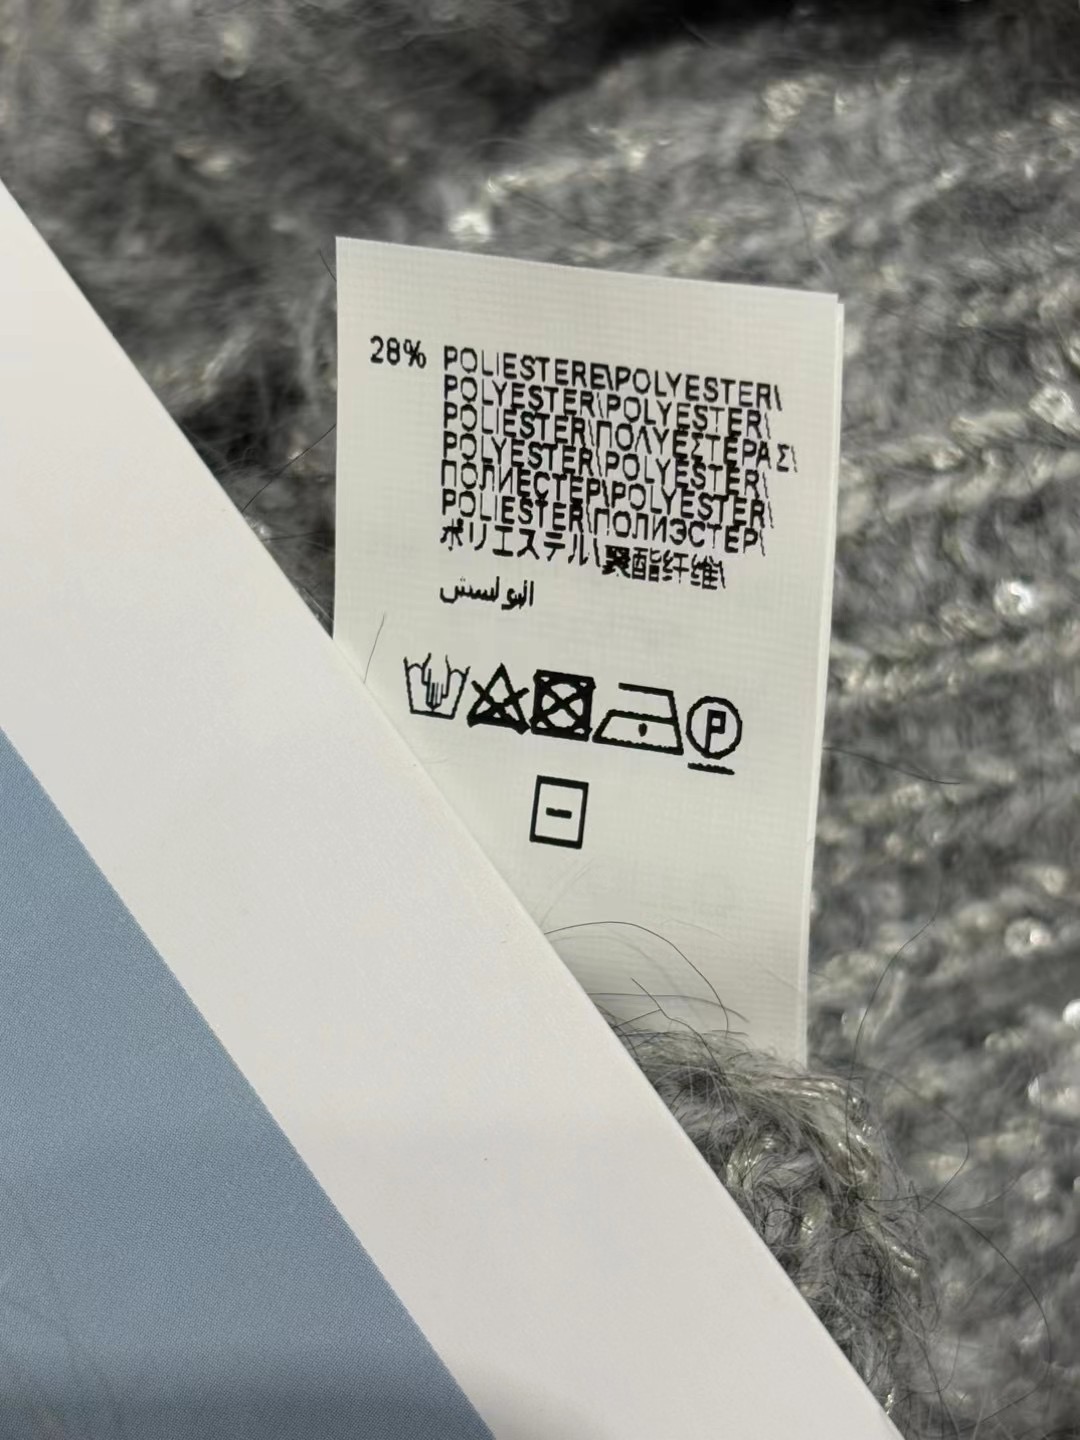 28% POLIESTERE\POLYESTER\
POLYESTER\POLYESTER\
POLIESTER\ΠΟΛΥΕΣΤΕΡΑΣ\
POLYESTER\POLYESTER\
ПОЛИЕСТЕР\POLYESTER\
POLIESTER\ПОЛИЭСТЕР\
ポリエステル\聚酯纤维\
البولستس
P